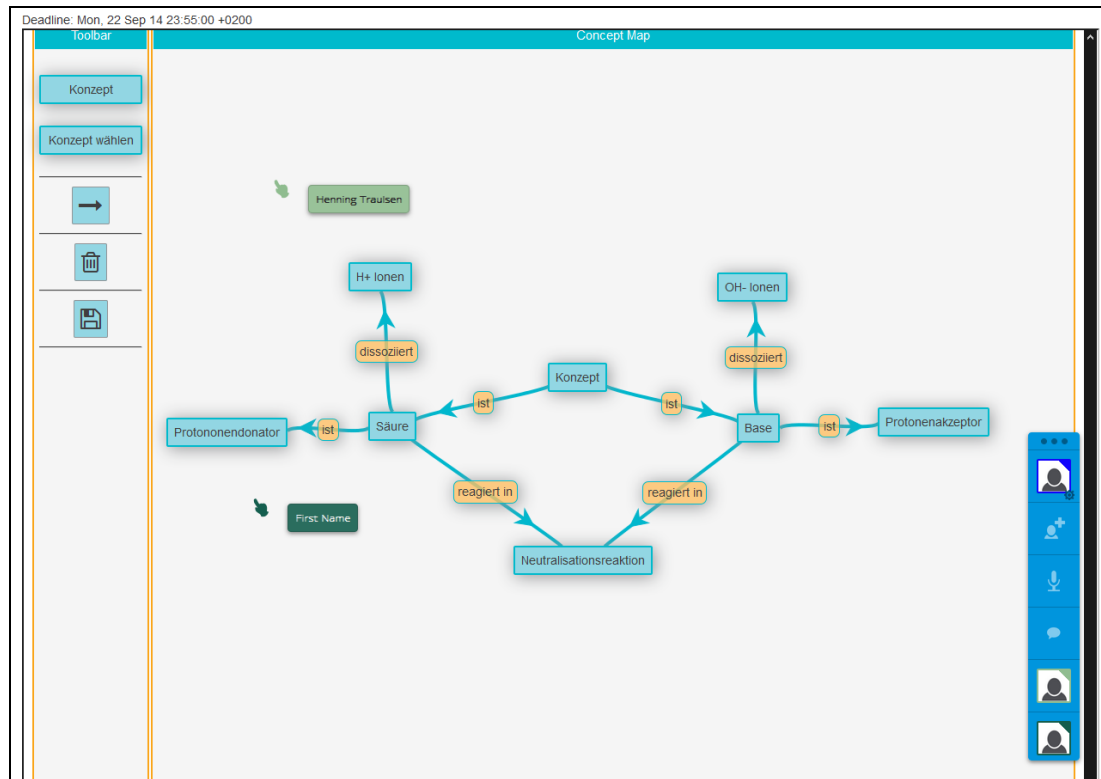 Deadline: Mon, 22 Sep 14 23:55:00 +0200
Toolbar
Concept Map
Konzept
Konzept wählen
Henning Traulsen
H+ Ionen
OH- Ionen
dissoziiert
dissoziiert
Konzept
ist
ist
Protononendonator
ist
Säure
Base
ist
Protonenakzeptor
reagiert in
reagiert in
First Name
Neutralisationsreaktion